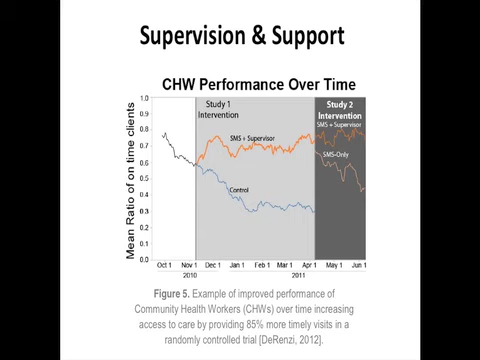 Supervision & Support
CHW Performance Over Time
Mean Ratio of on time clients
1.0
0.9
0.8
0.7
0.6
0.5
0.4
0.3
0.2
0.1
0.0
Study 1
Intervention
SMS + Supervisor
Control
Study 2
Intervention
SMS + Supervisor
SMS-Only
Oct 1 Nov 1 Dec 1 Jan 1 Feb 1 Mar 1 Apr 1 May 1 Jun 1
2010 2011
Figure 5. Example of improved performance of
Community Health Workers (CHWs) over time increasing
access to care by providing 85% more timely visits in a
randomly controlled trial [DeRenzi, 2012].